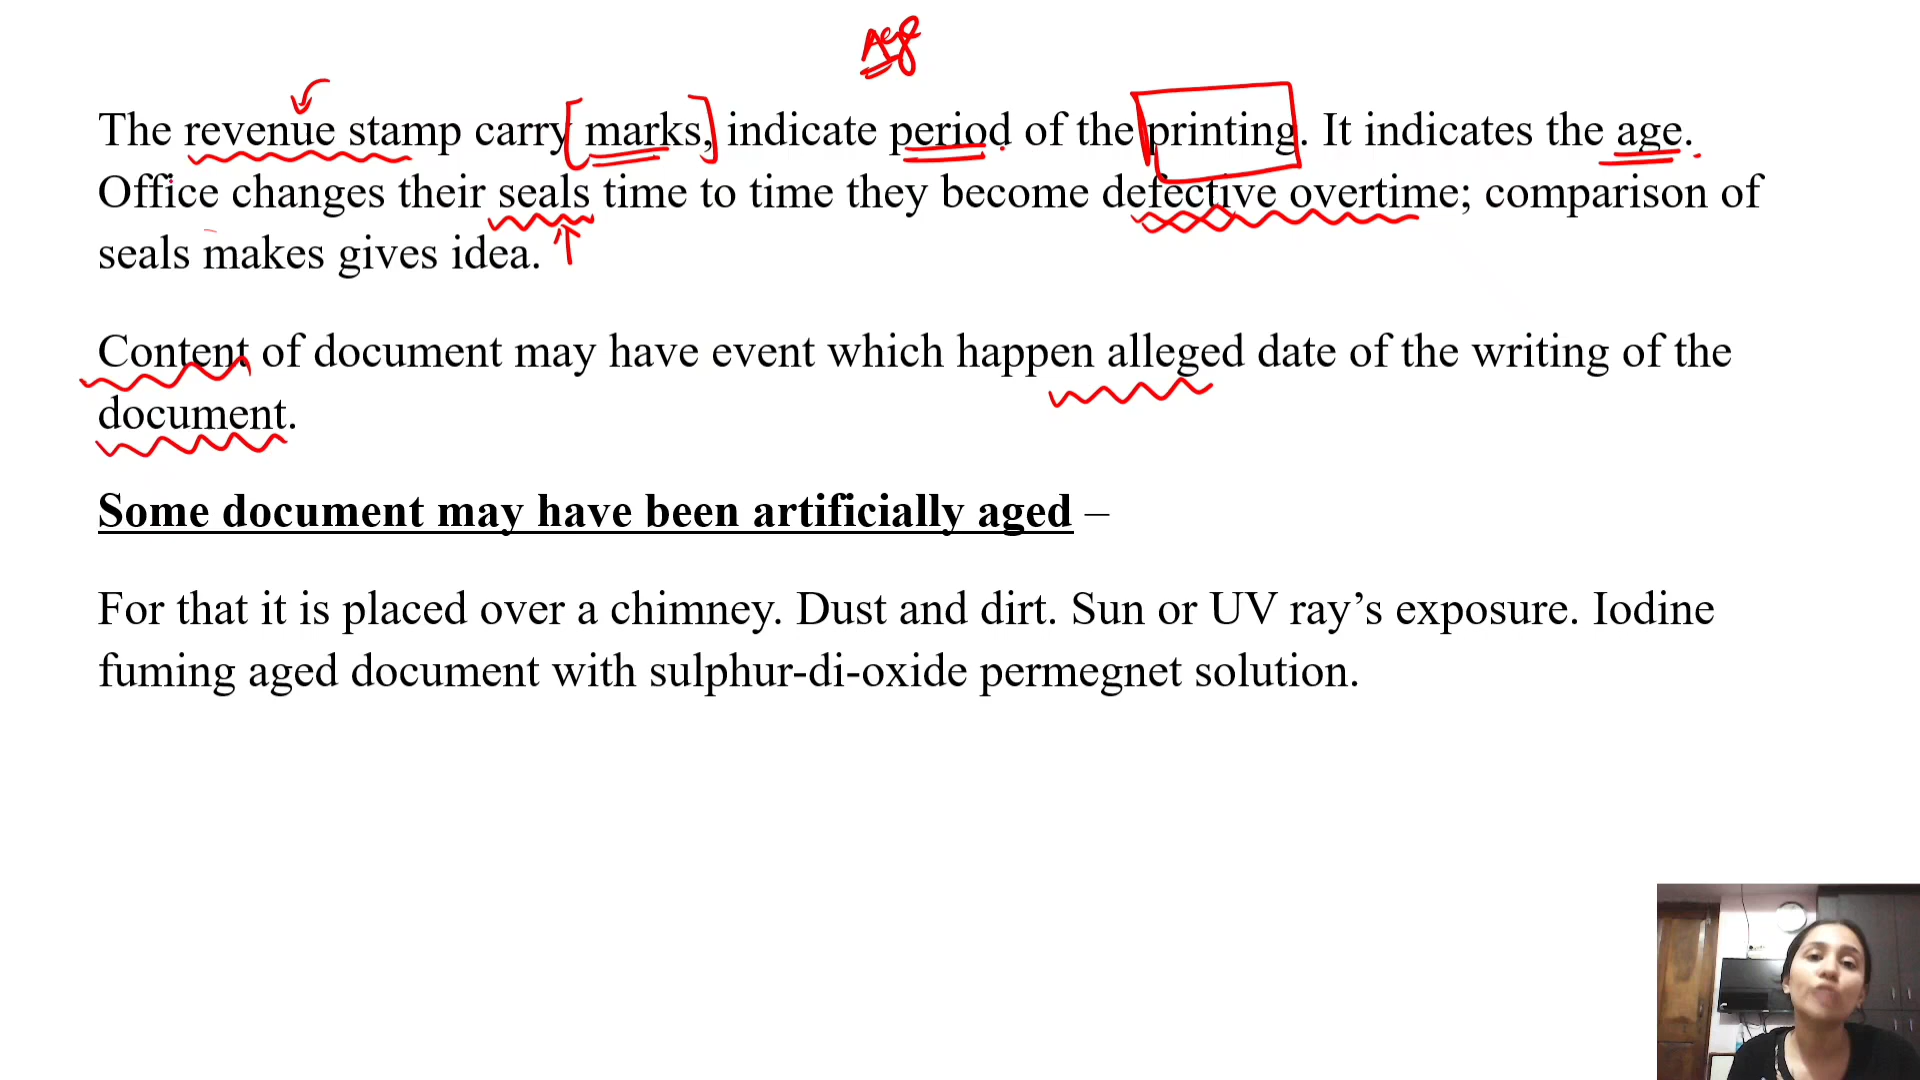 Age
The revenue stamp carry marks, indicate period of the printing. It indicates the age.
Office changes their seals time to time they become defective overtime; comparison of
seals makes gives idea.
Content of document may have event which happen alleged date of the writing of the
document.
Some document may have been artificially aged –
For that it is placed over a chimney. Dust and dirt. Sun or UV ray’s exposure. Iodine
fuming aged document with sulphur-di-oxide permegnet solution.